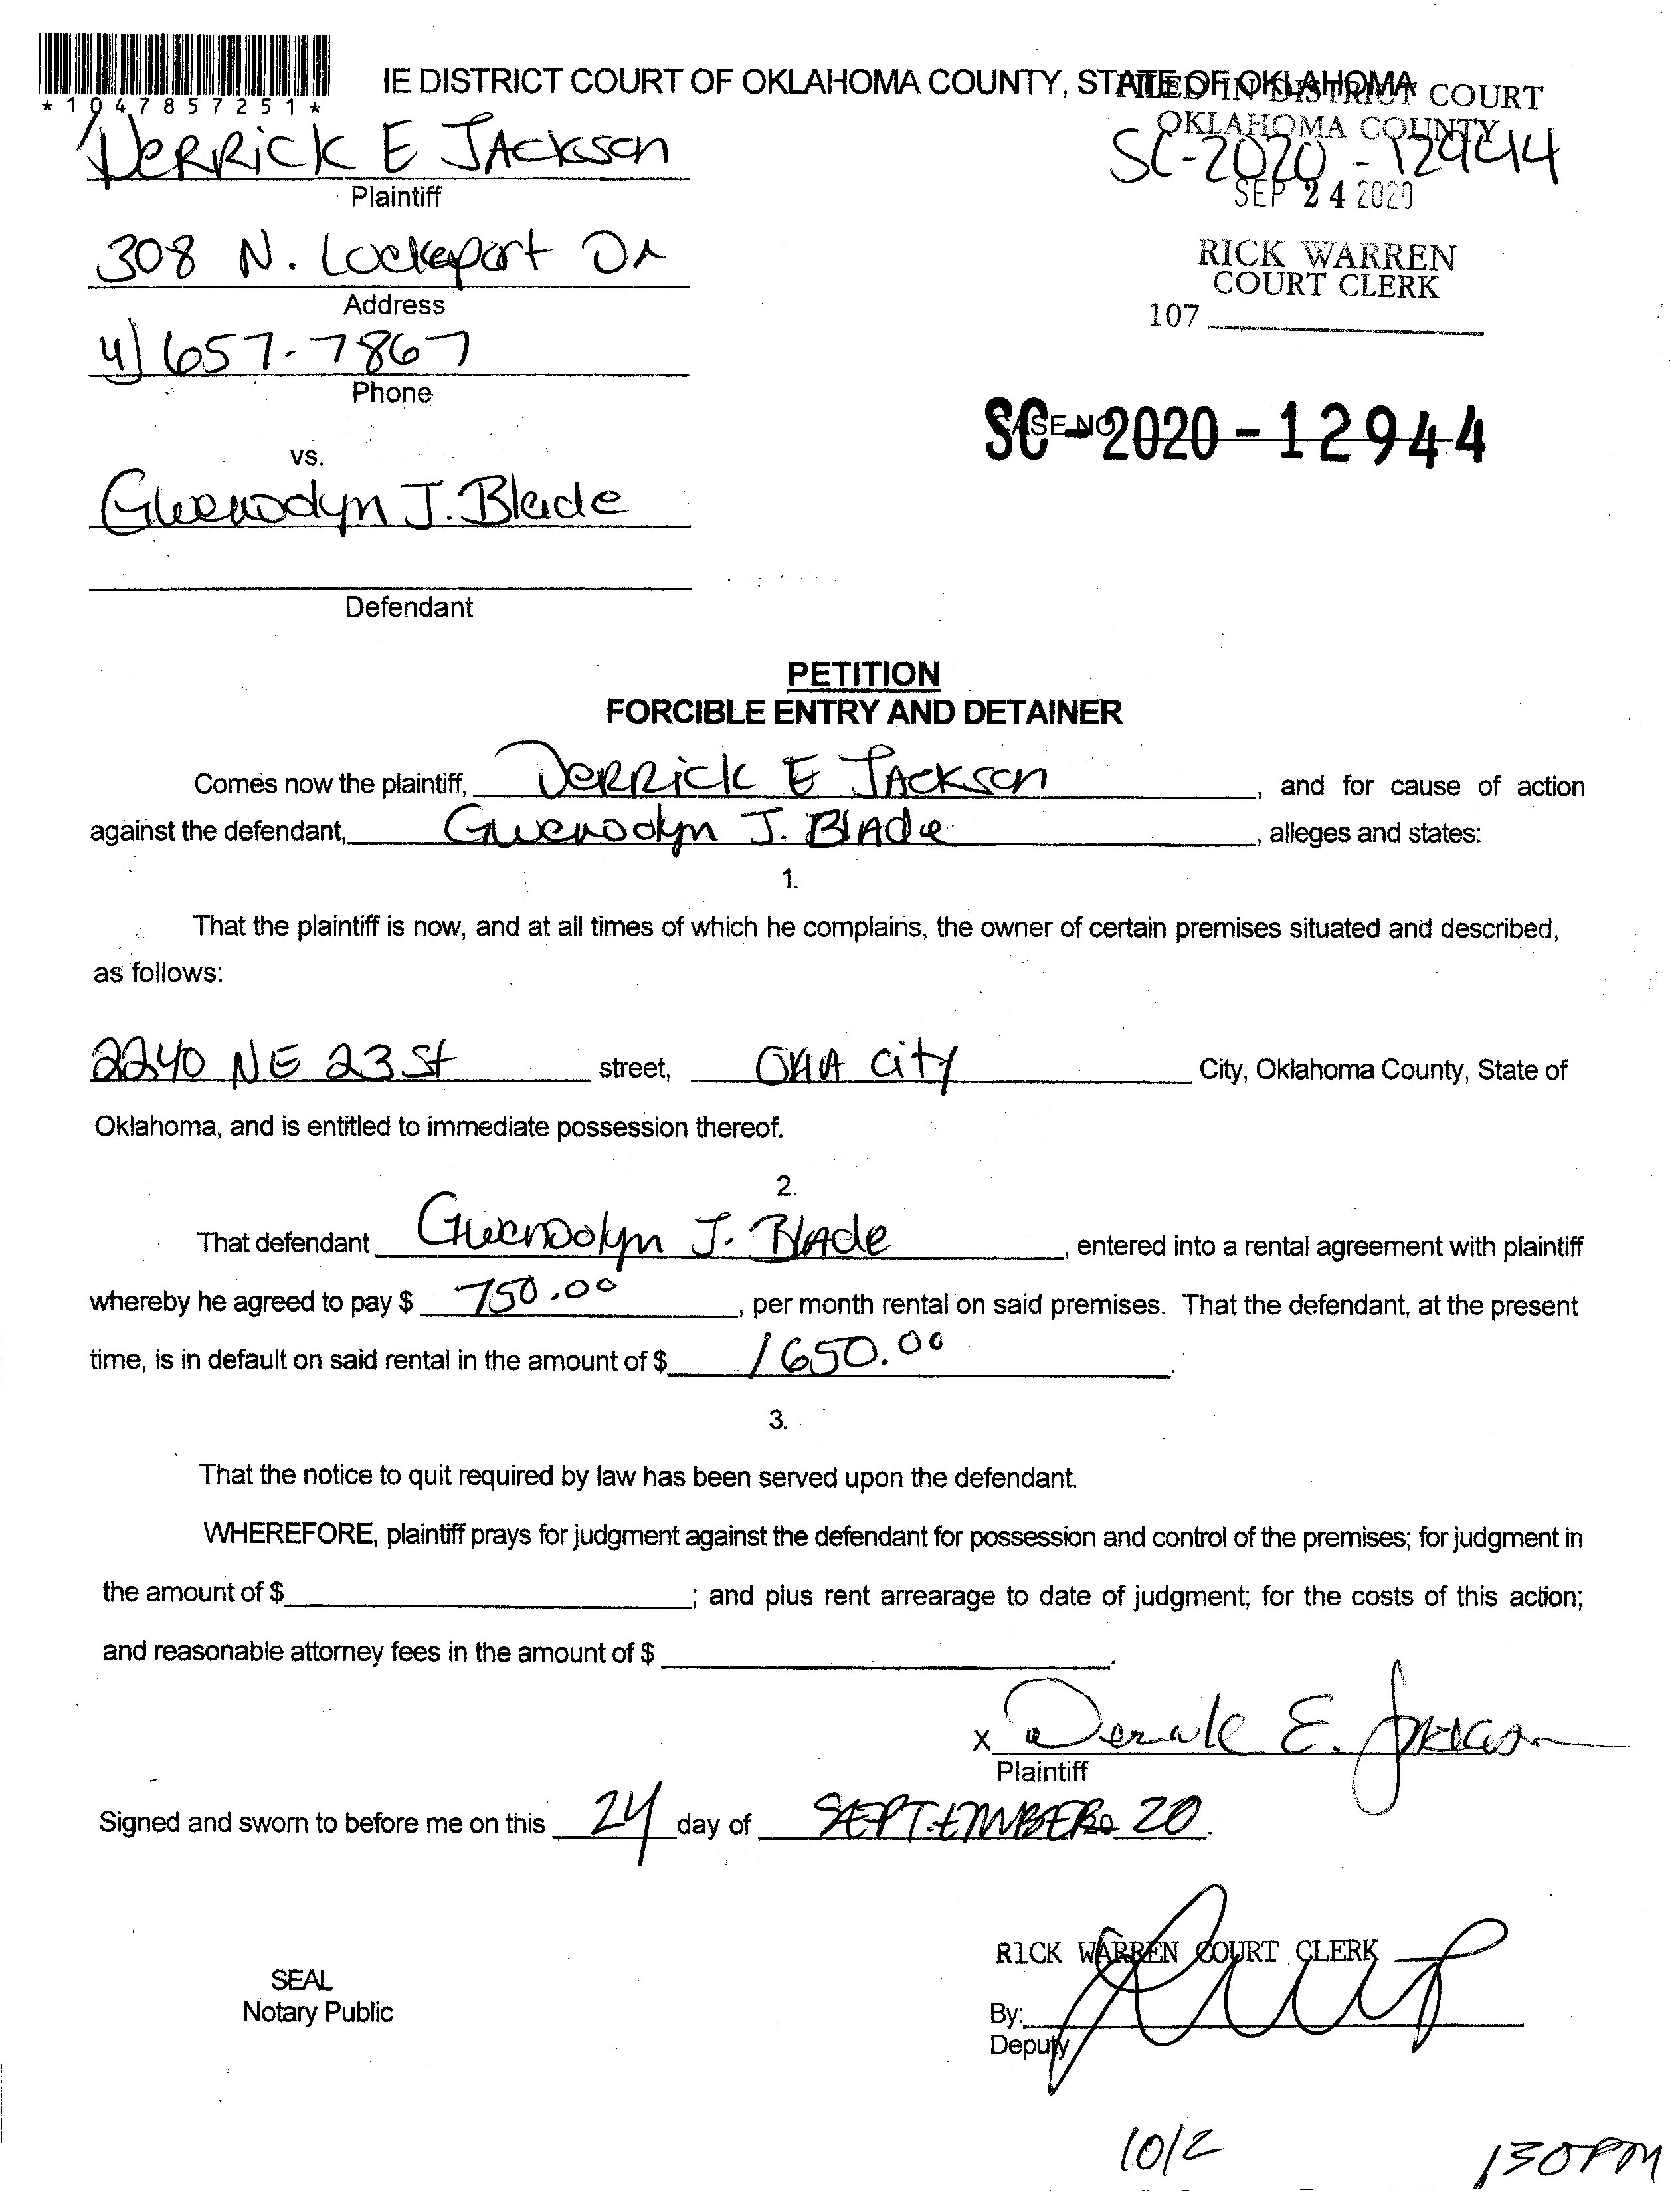 *1047857251*
IE DISTRICT COURT OF OKLAHOMA COUNTY, STATE OF OKLAHOMA
FILED IN DISTRICT COURT
OKLAHOMA COUNTY
DERRICK E JACKSON
SC-2020-12944
Plaintiff
SEP 24 2020
308 N. Lockeport Dr
RICK WARREN
COURT CLERK
Address
107
4) 657-7867
Phone
CASE NO.
SC-2020-12944
vs.
Gwenodlyn J. Blade
Defendant
PETITION
FORCIBLE ENTRY AND DETAINER
Comes now the plaintiff, DERRICK E JACKSON, and for cause of action
against the defendant, Gwenodlyn J. BlAde, alleges and states:
1.
That the plaintiff is now, and at all times of which he complains, the owner of certain premises situated and described,
as follows:
2240 NE 23 St street, OKlA City City, Oklahoma County, State of
Oklahoma, and is entitled to immediate possession thereof.
2.
That defendant Gwendolyn J. BlAde, entered into a rental agreement with plaintiff
whereby he agreed to pay $ 750.00, per month rental on said premises. That the defendant, at the present
time, is in default on said rental in the amount of $ 1650.00.
3.
That the notice to quit required by law has been served upon the defendant.
WHEREFORE, plaintiff prays for judgment against the defendant for possession and control of the premises; for judgment in
the amount of $ ; and plus rent arrearage to date of judgment; for the costs of this action;
and reasonable attorney fees in the amount of $ .
X Derrick E. Jackson
Plaintiff
Signed and sworn to before me on this 24 day of SEPTEMBER 20 20.
RICK WARREN COURT CLERK
SEAL
Notary Public
By:
Deputy
10/2 130PM